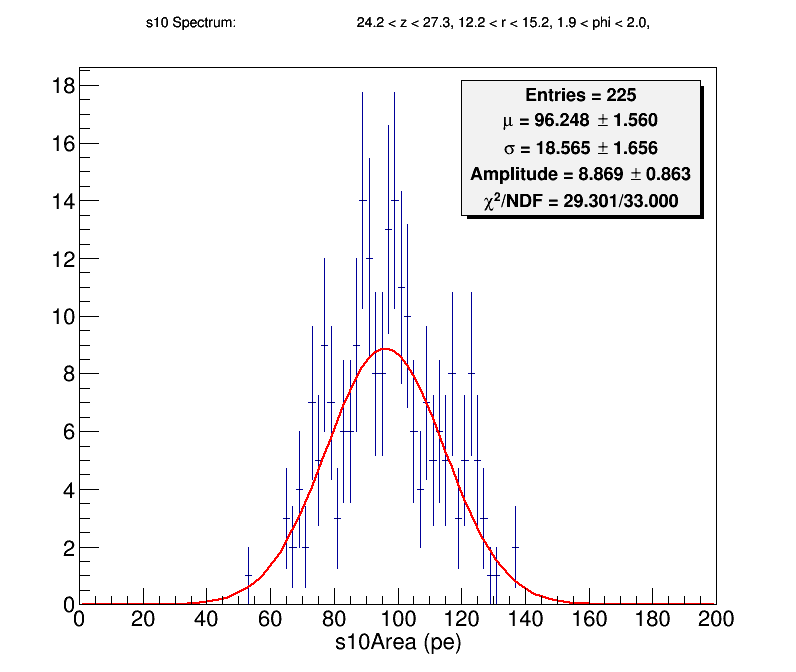 s10 Spectrum: 24.2 < z < 27.3, 12.2 < r < 15.2, 1.9 < phi < 2.0,
Entries = 225
μ = 96.248 ± 1.560
σ = 18.565 ± 1.656
Amplitude = 8.869 ± 0.863
χ²/NDF = 29.301/33.000
18
16
14
12
10
8
6
4
2
0
0 20 40 60 80 100 120 140 160 180 200
s10Area (pe)